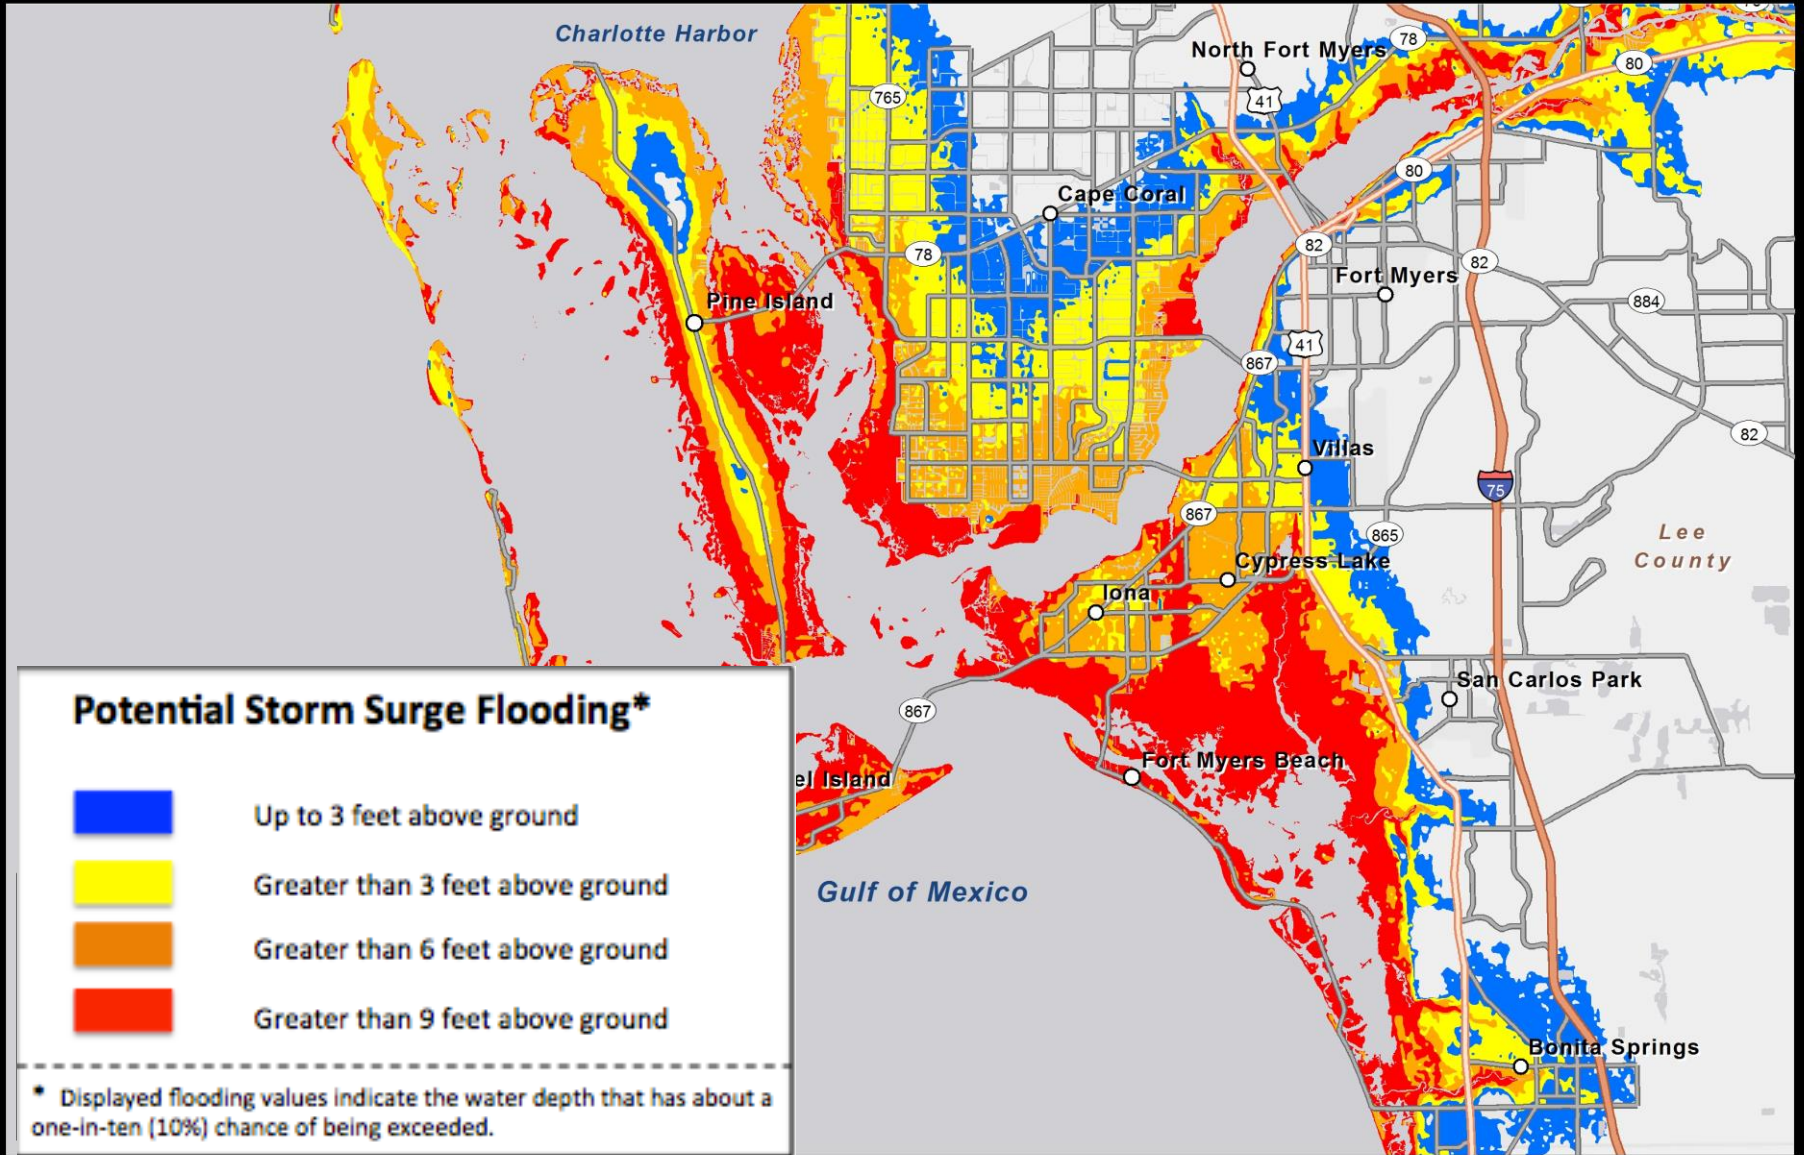 Charlotte Harbor
North Fort Myers
78
80
41
765
80
Cape Coral
82
78
82
Fort Myers
884
Pine Island
41
867
82
Villas
75
867
865
Lee
County
Cypress Lake
Iona
San Carlos Park
867
Fort Myers Beach
el Island
Gulf of Mexico
Bonita Springs
Potential Storm Surge Flooding*
Up to 3 feet above ground
Greater than 3 feet above ground
Greater than 6 feet above ground
Greater than 9 feet above ground
* Displayed flooding values indicate the water depth that has about a
one-in-ten (10%) chance of being exceeded.